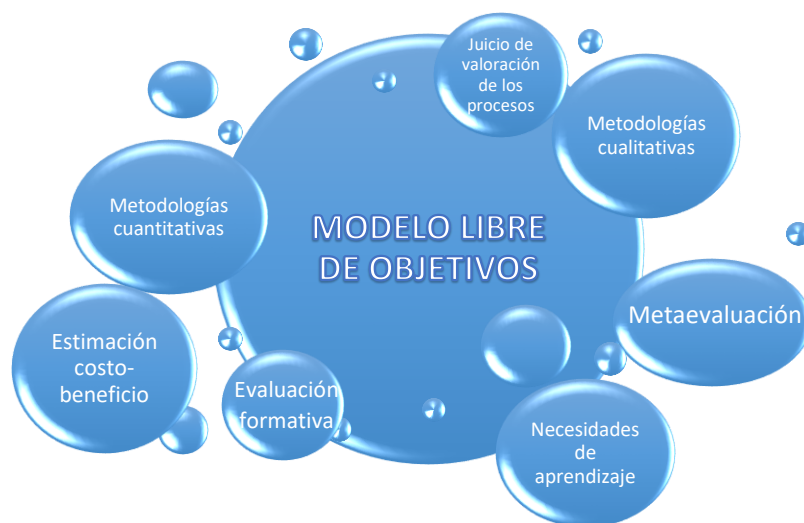 Juicio de
valoración
de los
procesos
Metodologías
cualitativas
Metodologías
cuantitativas
MODELO LIBRE
DE OBJETIVOS
Metaevaluación
Estimación
costo-
beneficio
Evaluación
formativa
Necesidades
de
aprendizaje